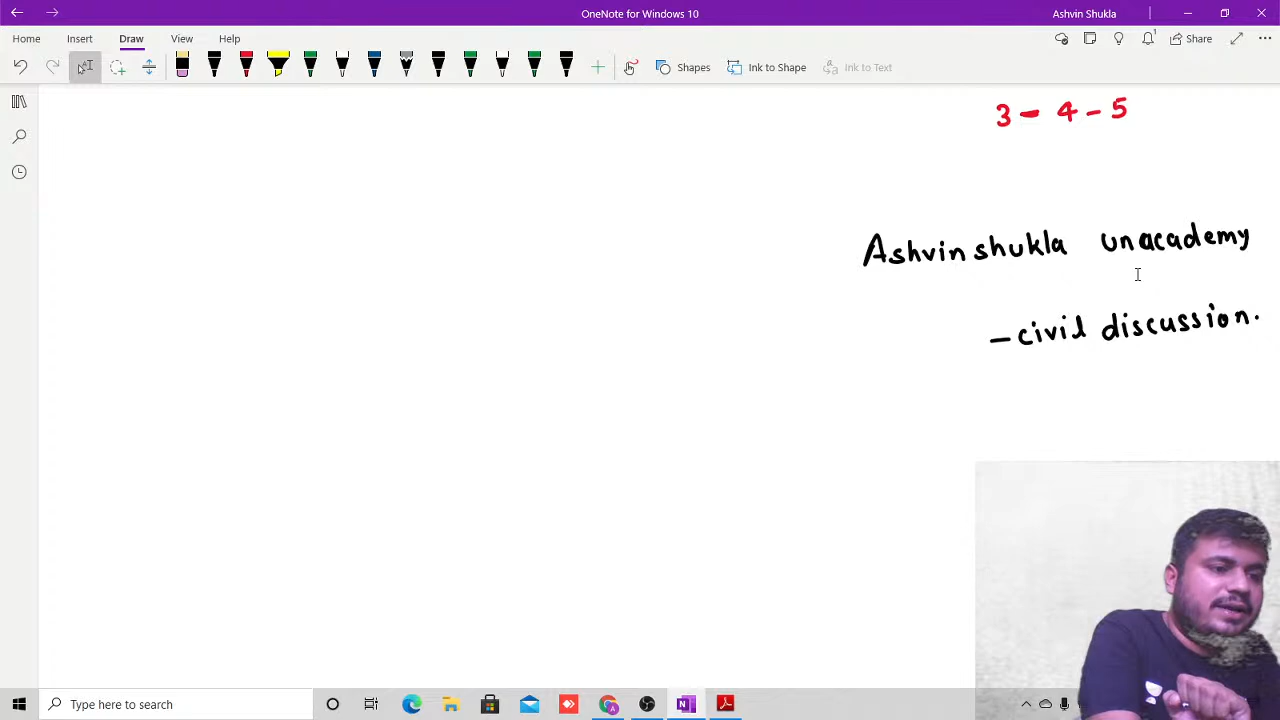 OneNote for Windows 10
Ashvin Shukla
Home Insert Draw View Help
Share
Shapes Ink to Shape Ink to Text
3 - 4 - 5
Ashvin shukla unacademy
- civil discussion.
Type here to search